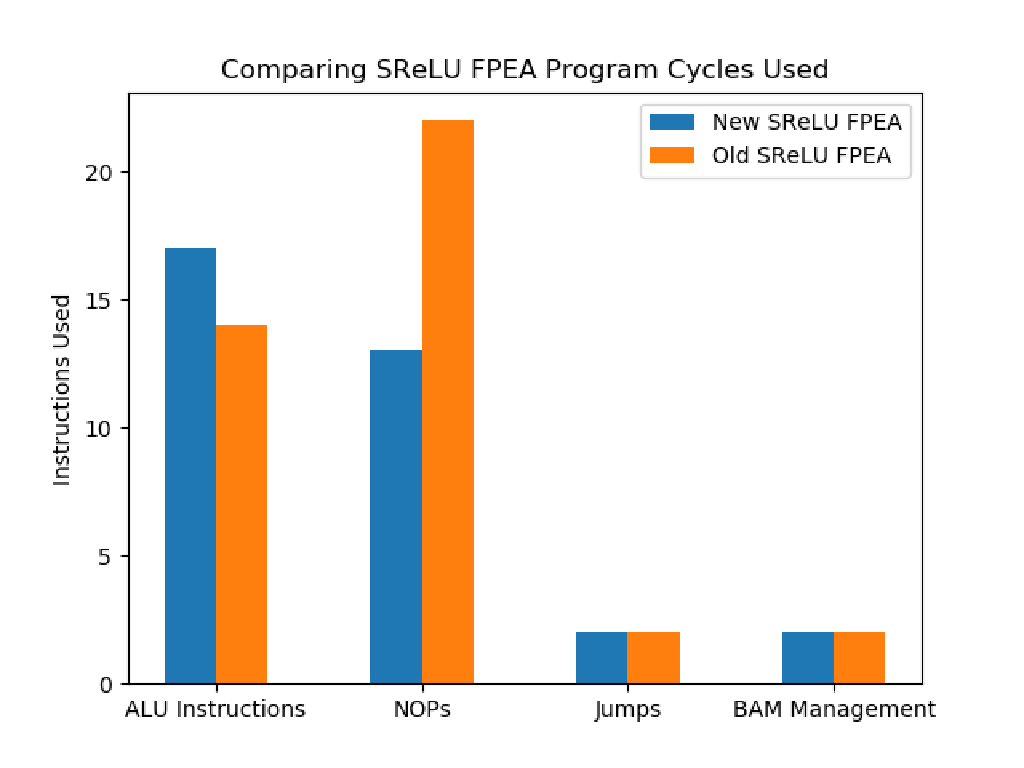 Comparing SReLU FPEA Program Cycles Used
New SReLU FPEA
Old SReLU FPEA
Instructions Used
20
15
10
5
0
ALU Instructions NOPs Jumps BAM Management